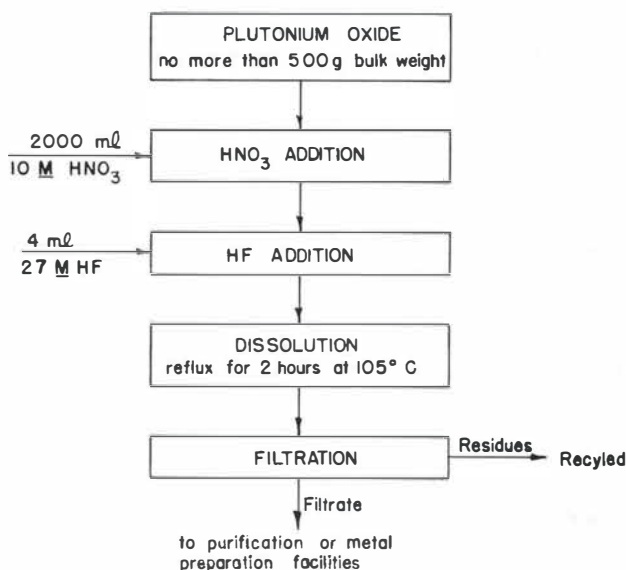 PLUTONIUM OXIDE
no more than 500g bulk weight
2000 ml
10 M HNO₃
HNO₃ ADDITION
4 ml
27 M HF
HF ADDITION
DISSOLUTION
reflux for 2 hours at 105° C
FILTRATION
Residues
Recyled
Filtrate
to purification or metal
preparation facilities